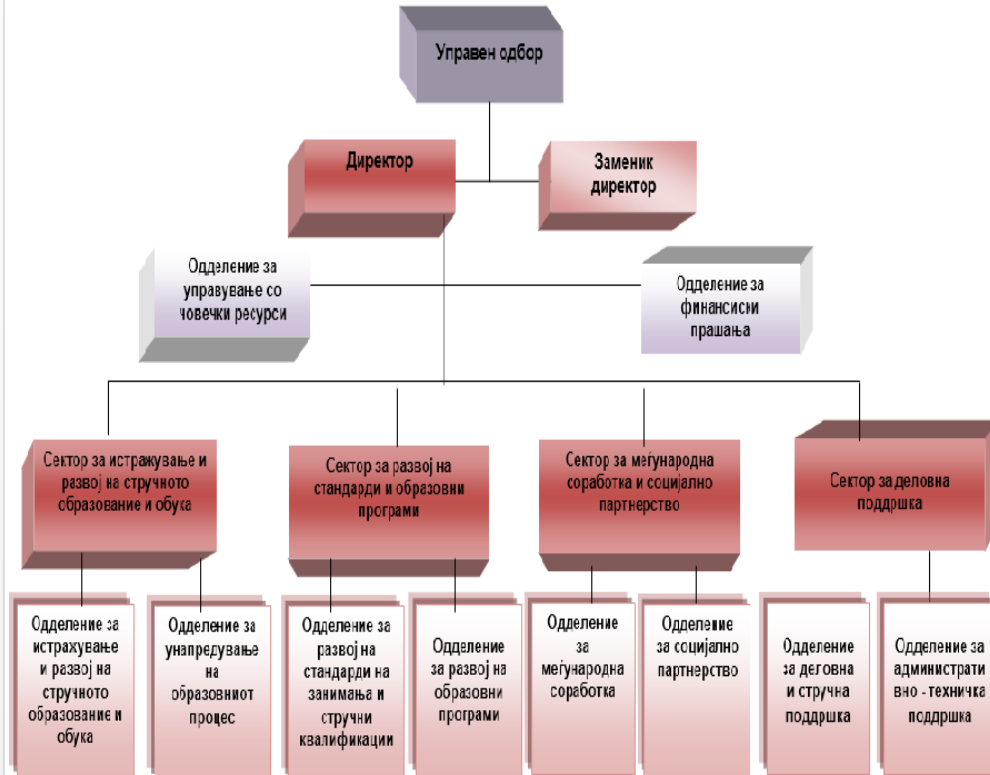 Управен одбор
Директор
Заменик
директор
Одделение за
управување со
човечки ресурси
Одделение за
финансиски
прашања
Сектор за истражување и
развој на стручното
образование и обука
Сектор за развој на
стандарди и образовни
програми
Сектор за меѓународна
соработка и социјално
партнерство
Сектор за деловна
поддршка
Одделение за
истрахување
и развој на
стручното
образование и
обука
Одделение за
унапредување
на
образовниот
процес
Одделение за
развој на
стандарди на
занимања и
стручни
квалификации
Одделение
за развој на
образовни
програми
Одделение
за
меѓународна
соработка
Одделение
за социјално
партнерство
Одделение
за деловна
и стручна
поддршка
Одделение за
администрати
вно - техничка
поддршка